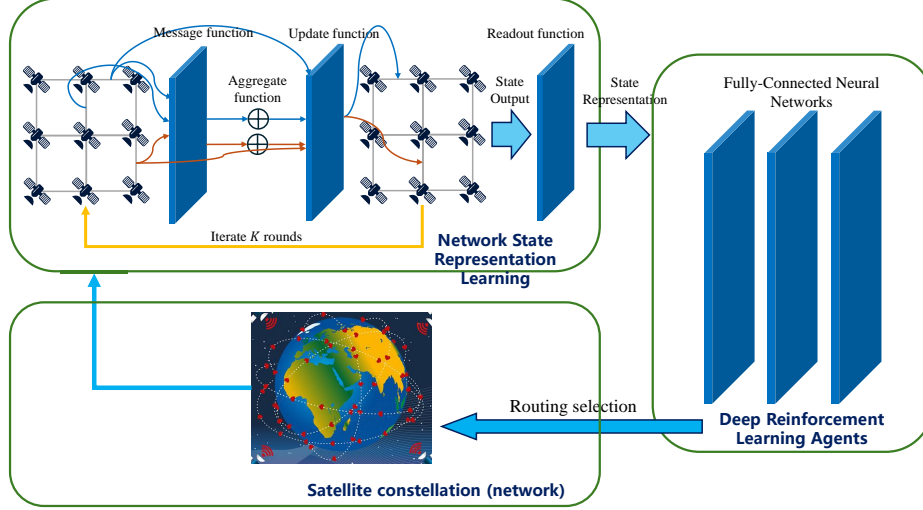 Message function
Update function
Readout function
Aggregate
function
State
Output
State
Representation
Fully-Connected Neural
Networks
Iterate K rounds
Network State
Representation
Learning
Routing selection
Deep Reinforcement
Learning Agents
Satellite constellation (network)